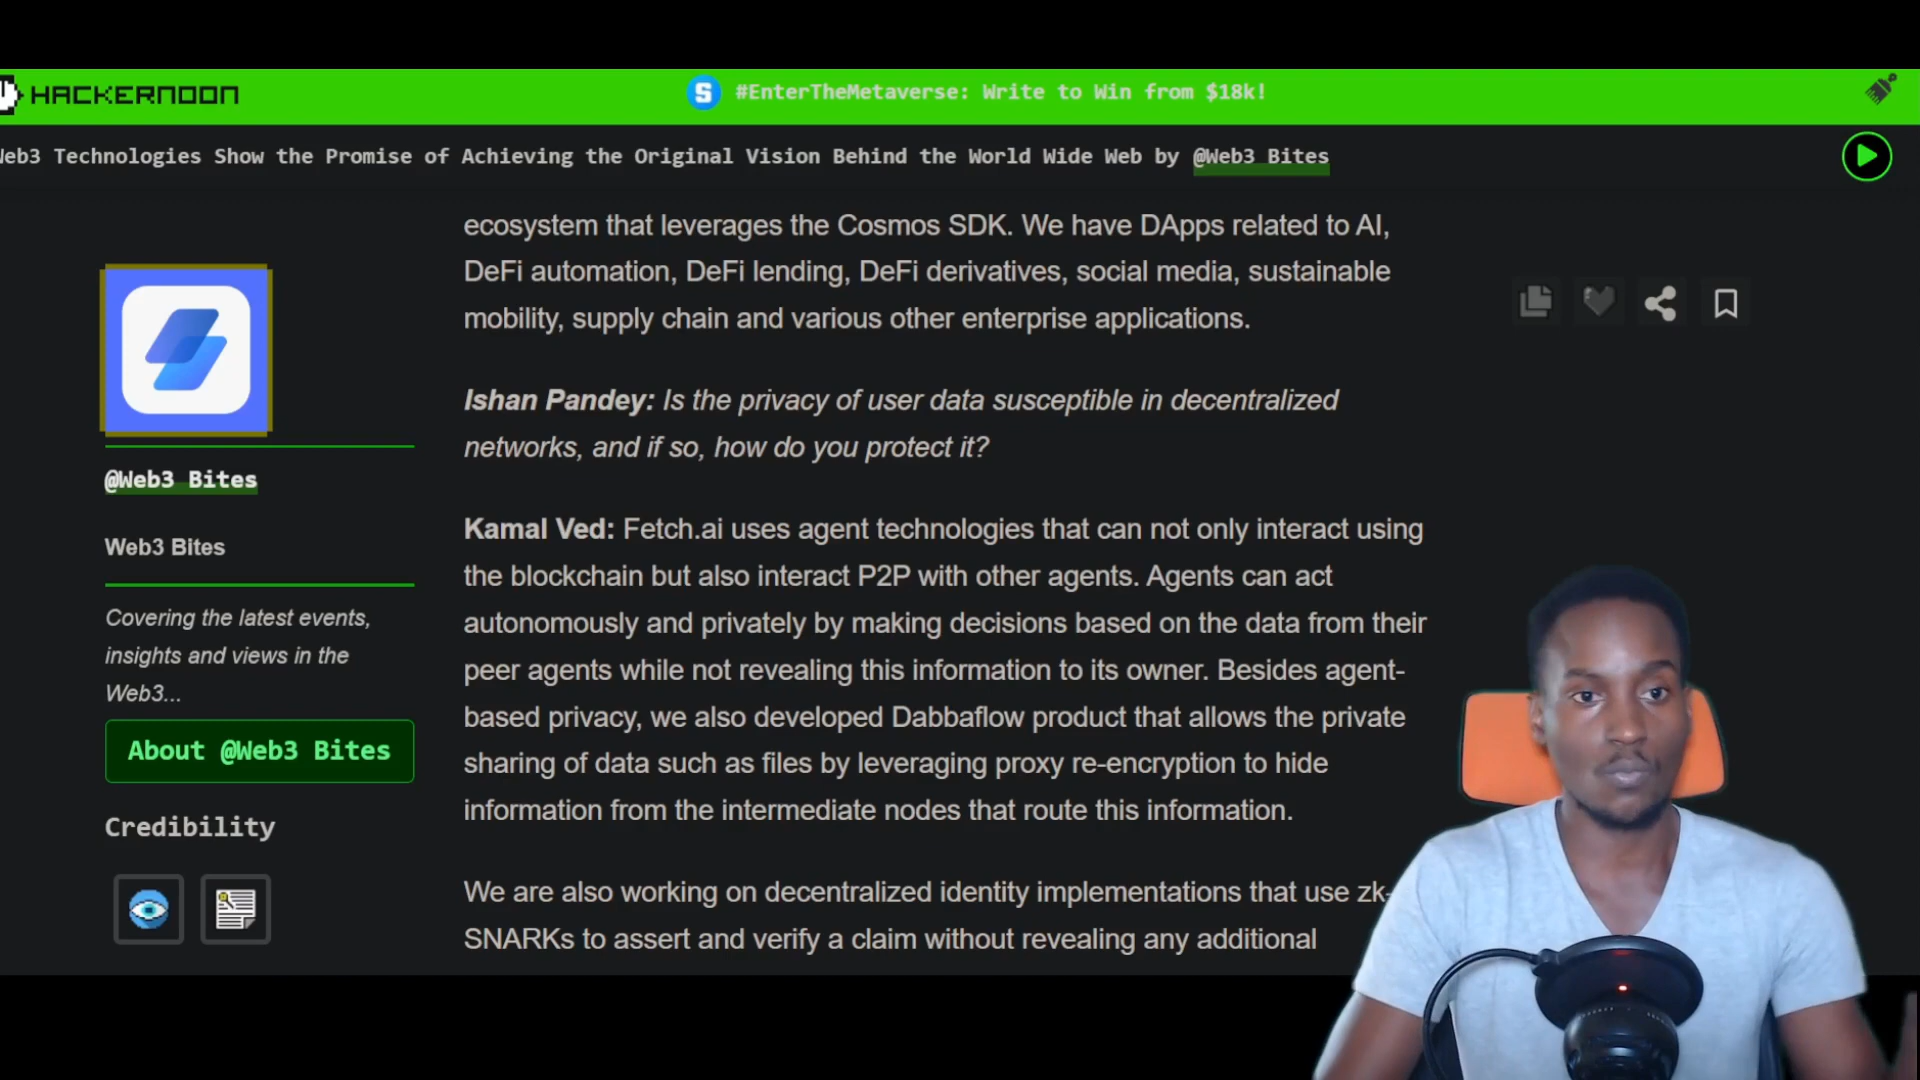 HACKERNOON
#EnterTheMetaverse: Write to Win from $18k!
Web3 Technologies Show the Promise of Achieving the Original Vision Behind the World Wide Web by @Web3 Bites
ecosystem that leverages the Cosmos SDK. We have DApps related to AI,
DeFi automation, DeFi lending, DeFi derivatives, social media, sustainable
mobility, supply chain and various other enterprise applications.
Ishan Pandey: Is the privacy of user data susceptible in decentralized
networks, and if so, how do you protect it?
Kamal Ved: Fetch.ai uses agent technologies that can not only interact using
the blockchain but also interact P2P with other agents. Agents can act
autonomously and privately by making decisions based on the data from their
peer agents while not revealing this information to its owner. Besides agent-
based privacy, we also developed Dabbaflow product that allows the private
sharing of data such as files by leveraging proxy re-encryption to hide
information from the intermediate nodes that route this information.
We are also working on decentralized identity implementations that use zk-
SNARKs to assert and verify a claim without revealing any additional
@Web3 Bites
Web3 Bites
Covering the latest events,
insights and views in the
Web3...
About @Web3 Bites
Credibility